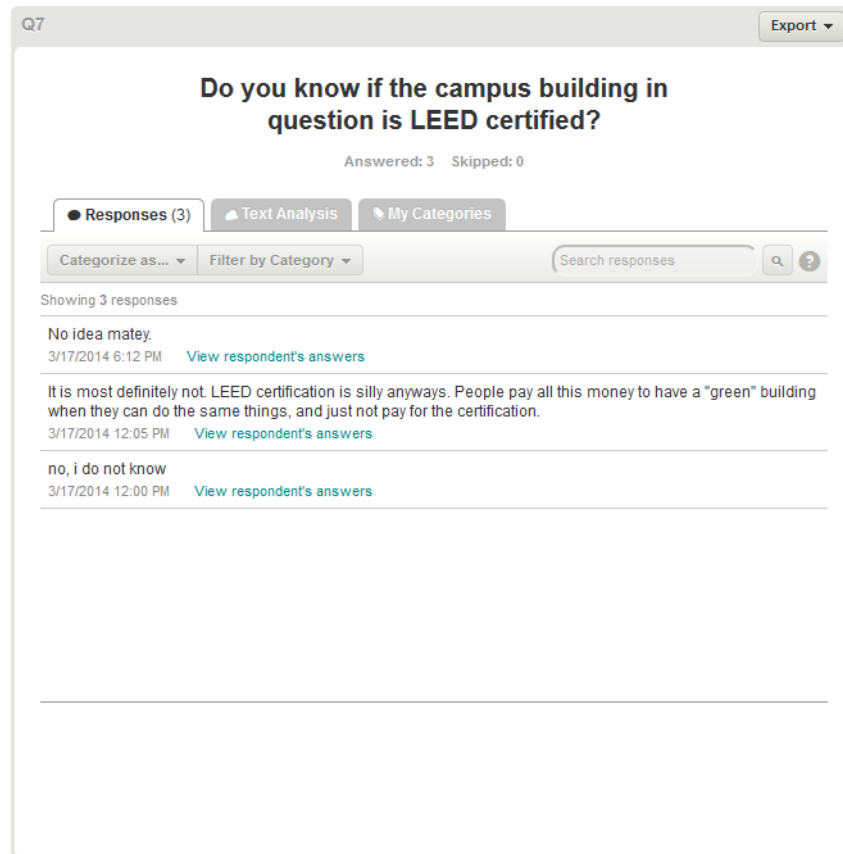 Q7
Export
Do you know if the campus building in
question is LEED certified?
Answered: 3 Skipped: 0
Responses (3) Text Analysis My Categories
Categorize as... Filter by Category Search responses ?
Showing 3 responses
No idea matey.
3/17/2014 6:12 PM View respondent's answers
It is most definitely not. LEED certification is silly anyways. People pay all this money to have a "green" building
when they can do the same things, and just not pay for the certification.
3/17/2014 12:05 PM View respondent's answers
no, i do not know
3/17/2014 12:00 PM View respondent's answers